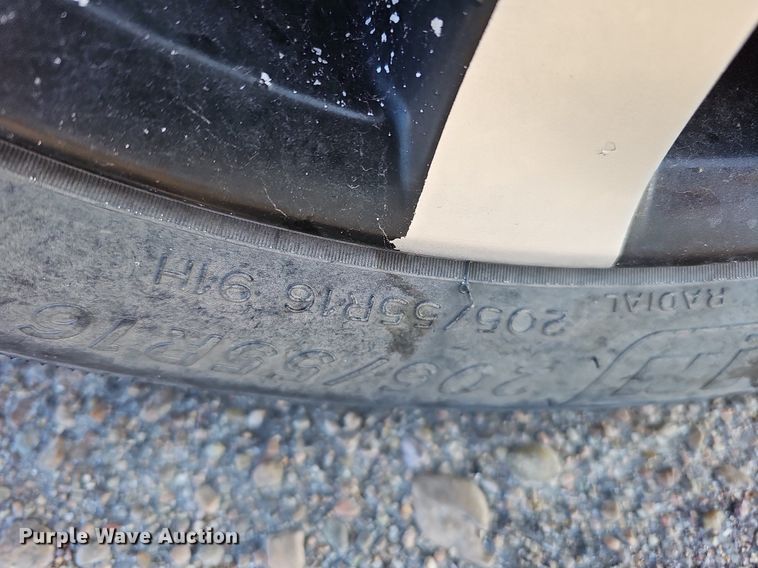 RADIAL
205/55R16 91H
205/55R16
Purple Wave Auction